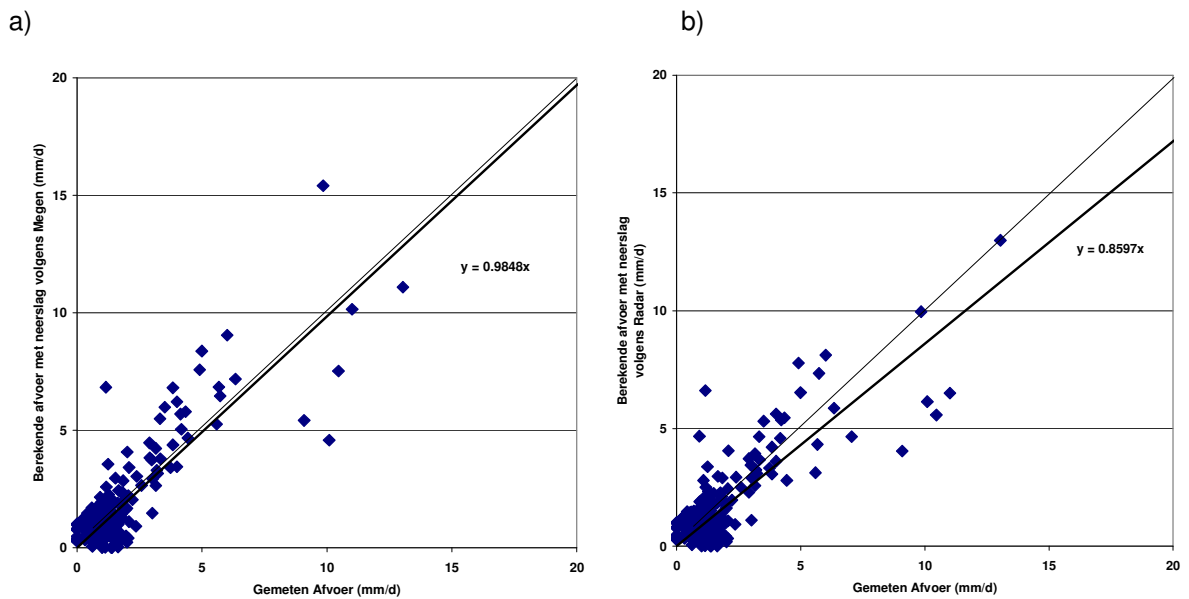 a)
20
15
10
5
0
0 5 10 15 20
Berekende afvoer met neerslag volgens Megen (mm/d)
Gemeten Afvoer (mm/d)
y = 0.9848x
b)
20
15
10
5
0
0 5 10 15 20
Berekende afvoer met neerslag
volgens Radar (mm/d)
Gemeten Afvoer (mm/d)
y = 0.8597x